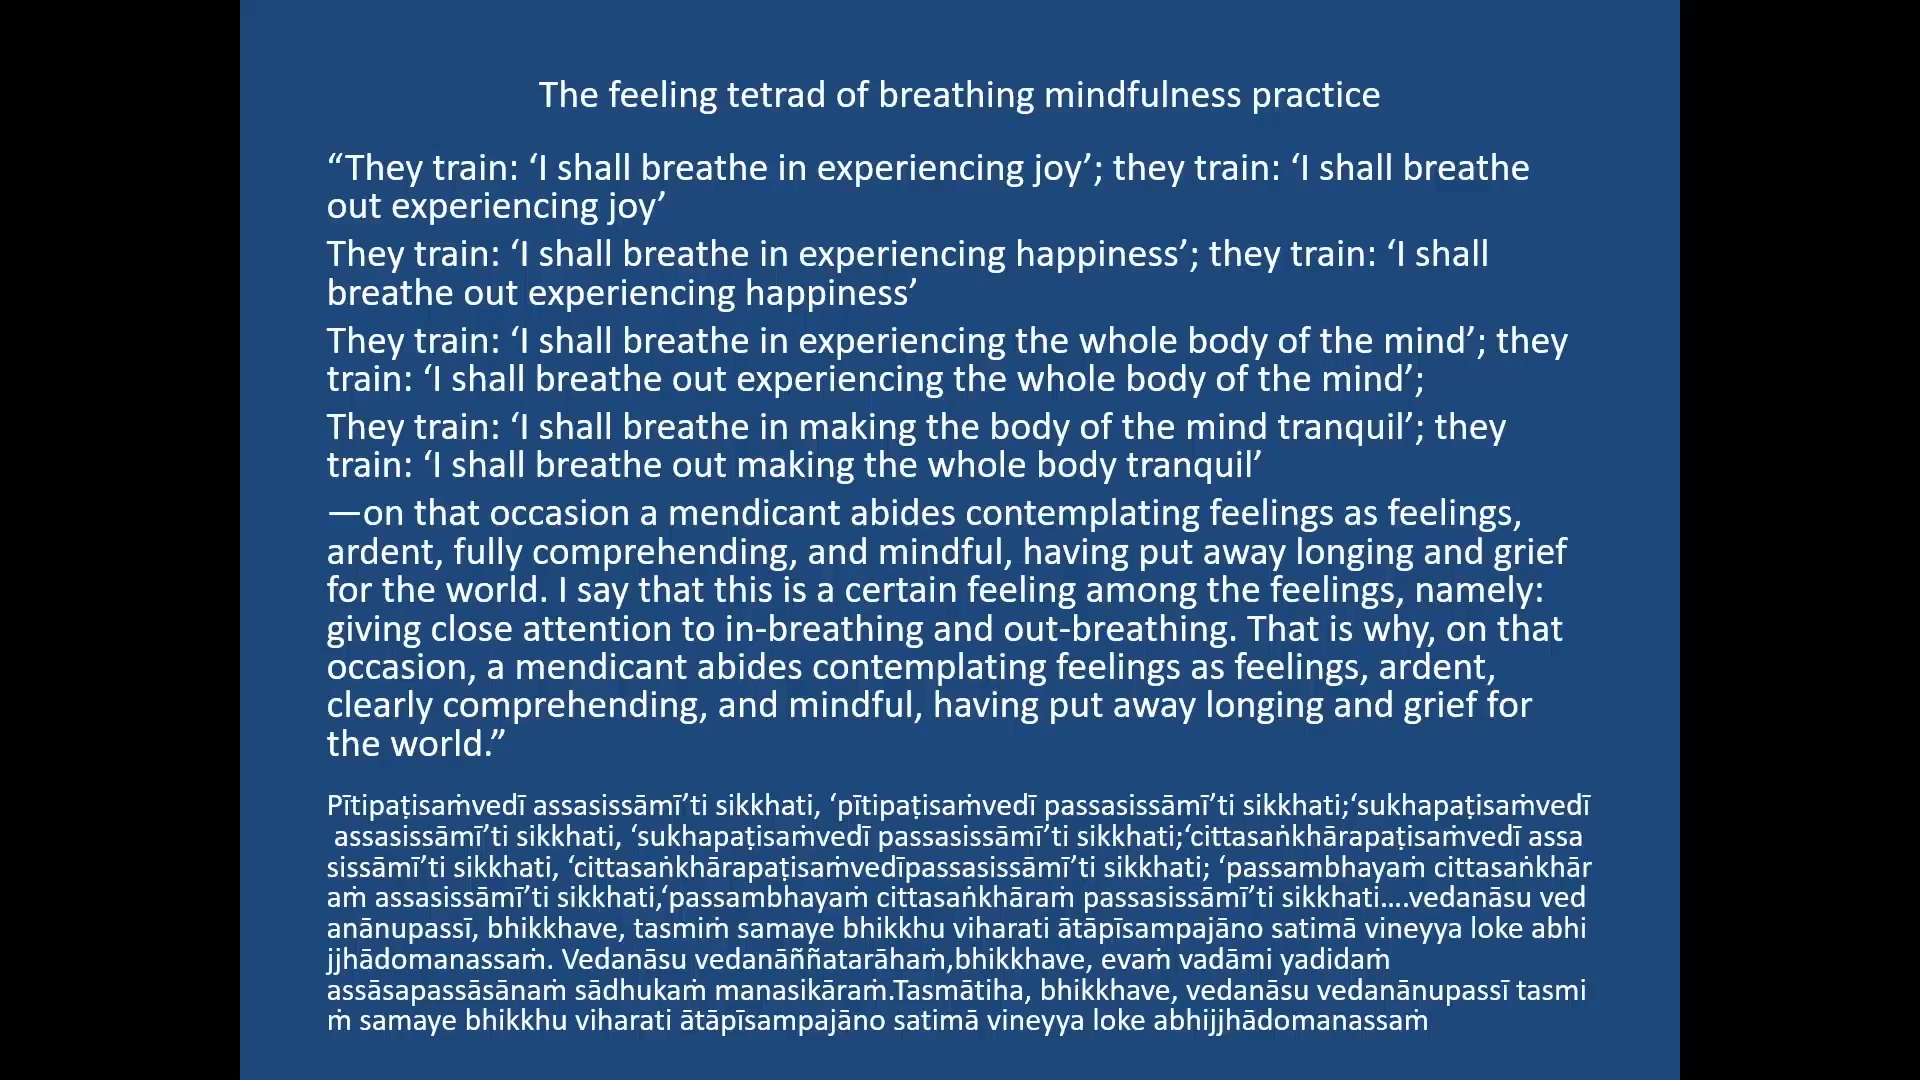 The feeling tetrad of breathing mindfulness practice
“They train: ‘I shall breathe in experiencing joy’; they train: ‘I shall breathe
out experiencing joy’
They train: ‘I shall breathe in experiencing happiness’; they train: ‘I shall
breathe out experiencing happiness’
They train: ‘I shall breathe in experiencing the whole body of the mind’; they
train: ‘I shall breathe out experiencing the whole body of the mind’;
They train: ‘I shall breathe in making the body of the mind tranquil’; they
train: ‘I shall breathe out making the whole body tranquil’
—on that occasion a mendicant abides contemplating feelings as feelings,
ardent, fully comprehending, and mindful, having put away longing and grief
for the world. I say that this is a certain feeling among the feelings, namely:
giving close attention to in-breathing and out-breathing. That is why, on that
occasion, a mendicant abides contemplating feelings as feelings, ardent,
clearly comprehending, and mindful, having put away longing and grief for
the world.”
Pītipaṭisaṁvedī assasissāmī’ti sikkhati, ‘pītipaṭisaṁvedī passasissāmī’ti sikkhati;‘sukhapaṭisaṁvedī
assasissāmī’ti sikkhati, ‘sukhapaṭisaṁvedī passasissāmī’ti sikkhati;‘cittasaṅkhārapaṭisaṁvedī assa
sissāmī’ti sikkhati, ‘cittasaṅkhārapaṭisaṁvedīpassasissāmī’ti sikkhati; ‘passambhayaṁ cittasaṅkhār
aṁ assasissāmī’ti sikkhati,‘passambhayaṁ cittasaṅkhāraṁ passasissāmī’ti sikkhati....vedanāsu ved
anānupassī, bhikkhave, tasmiṁ samaye bhikkhu viharati ātāpīsampajāno satimā vineyya loke abhi
jjhādomanassaṁ. Vedanāsu vedanāññatarāhaṁ,bhikkhave, evaṁ vadāmi yadidaṁ
assāsapassāsānaṁ sādhukaṁ manasikāraṁ.Tasmātiha, bhikkhave, vedanāsu vedanānupassī tasmi
ṁ samaye bhikkhu viharati ātāpīsampajāno satimā vineyya loke abhijjhādomanassaṁ